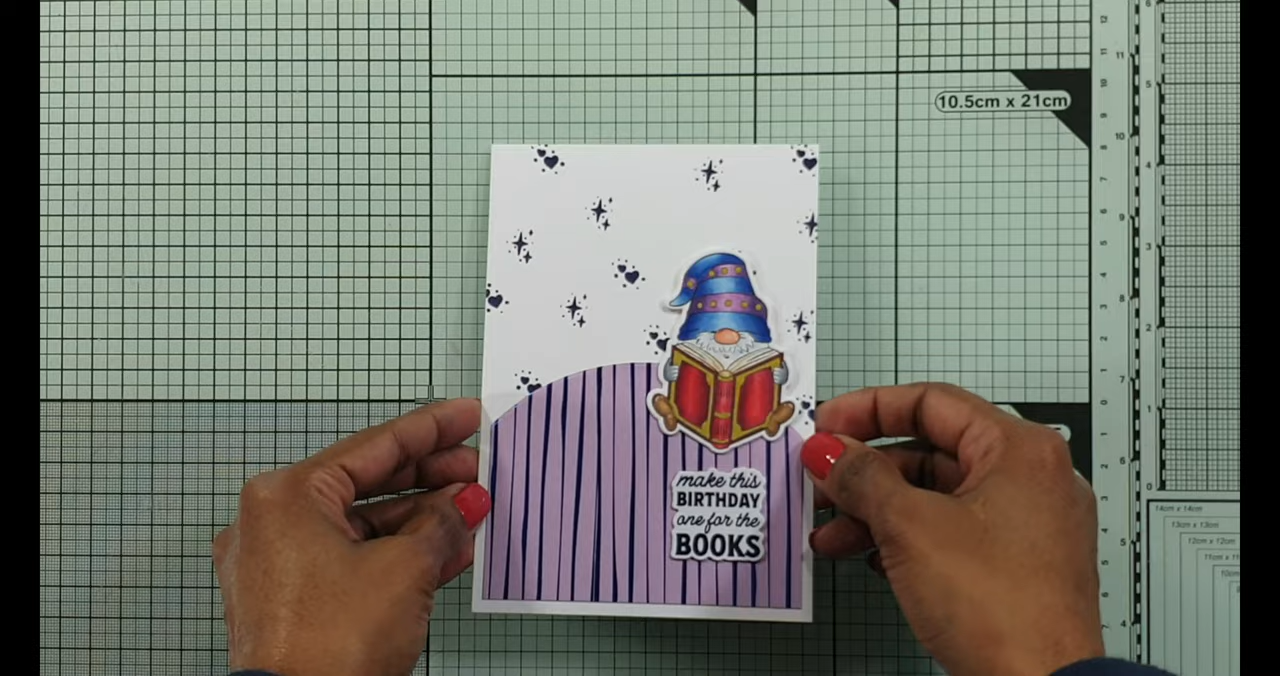 10.5cm x 21cm
make this
BIRTHDAY
one for the
BOOKS
14cm x 14cm
13cm x 13cm
12cm x 12cm